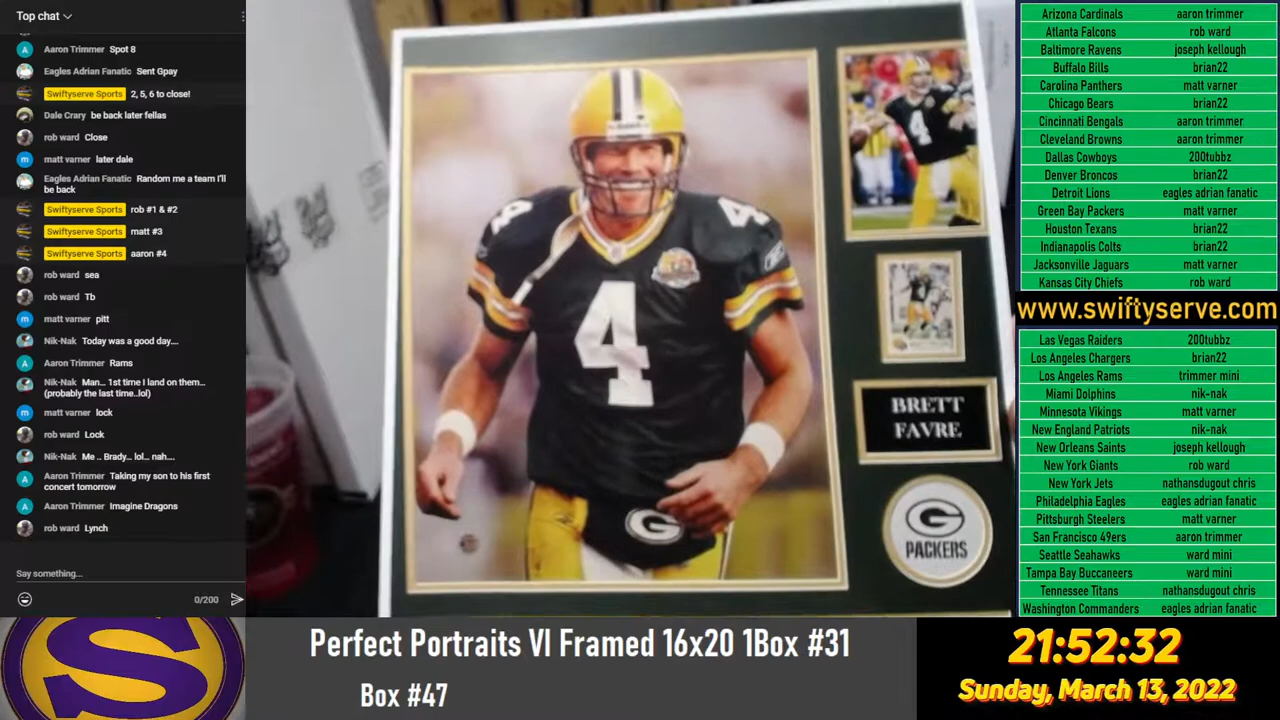 Top chat
Aaron Trimmer Spot 8
Eagles Adrian Fanatic Sent Gpay
Swiftyserve Sports 2, 5, 6 to close!
Dale Crary be back later fellas
rob ward Close
matt varner later dale
Eagles Adrian Fanatic Random me a team I'll
be back
Swiftyserve Sports rob #1 & #2
Swiftyserve Sports matt #3
Swiftyserve Sports aaron #4
rob ward sea
rob ward Tb
matt varner pitt
Nik-Nak Today was a good day...
Aaron Trimmer Rams
Nik-Nak Man... 1st time I land on them...
(probably the last time..lol)
matt varner lock
rob ward Lock
Nik-Nak Me .. Brady... lol... nah....
Aaron Trimmer Taking my son to his first
concert tomorrow
Aaron Trimmer Imagine Dragons
rob ward Lynch
Say something...
0/200
4
4
4
4
BRETT
FAVRE
G
G
PACKERS
Arizona Cardinals aaron trimmer
Atlanta Falcons rob ward
Baltimore Ravens joseph kellough
Buffalo Bills brian22
Carolina Panthers matt varner
Chicago Bears brian22
Cincinnati Bengals aaron trimmer
Cleveland Browns aaron trimmer
Dallas Cowboys 200tubbz
Denver Broncos brian22
Detroit Lions eagles adrian fanatic
Green Bay Packers matt varner
Houston Texans brian22
Indianapolis Colts brian22
Jacksonville Jaguars matt varner
Kansas City Chiefs rob ward
www.swiftyserve.com
Las Vegas Raiders 200tubbz
Los Angeles Chargers brian22
Los Angeles Rams trimmer mini
Miami Dolphins nik-nak
Minnesota Vikings matt varner
New England Patriots nik-nak
New Orleans Saints joseph kellough
New York Giants rob ward
New York Jets nathansdugout chris
Philadelphia Eagles eagles adrian fanatic
Pittsburgh Steelers matt varner
San Francisco 49ers aaron trimmer
Seattle Seahawks ward mini
Tampa Bay Buccaneers ward mini
Tennessee Titans nathansdugout chris
Washington Commanders eagles adrian fanatic
S
Perfect Portraits VI Framed 16x20 1Box #31
Box #47
21:52:32
Sunday, March 13, 2022